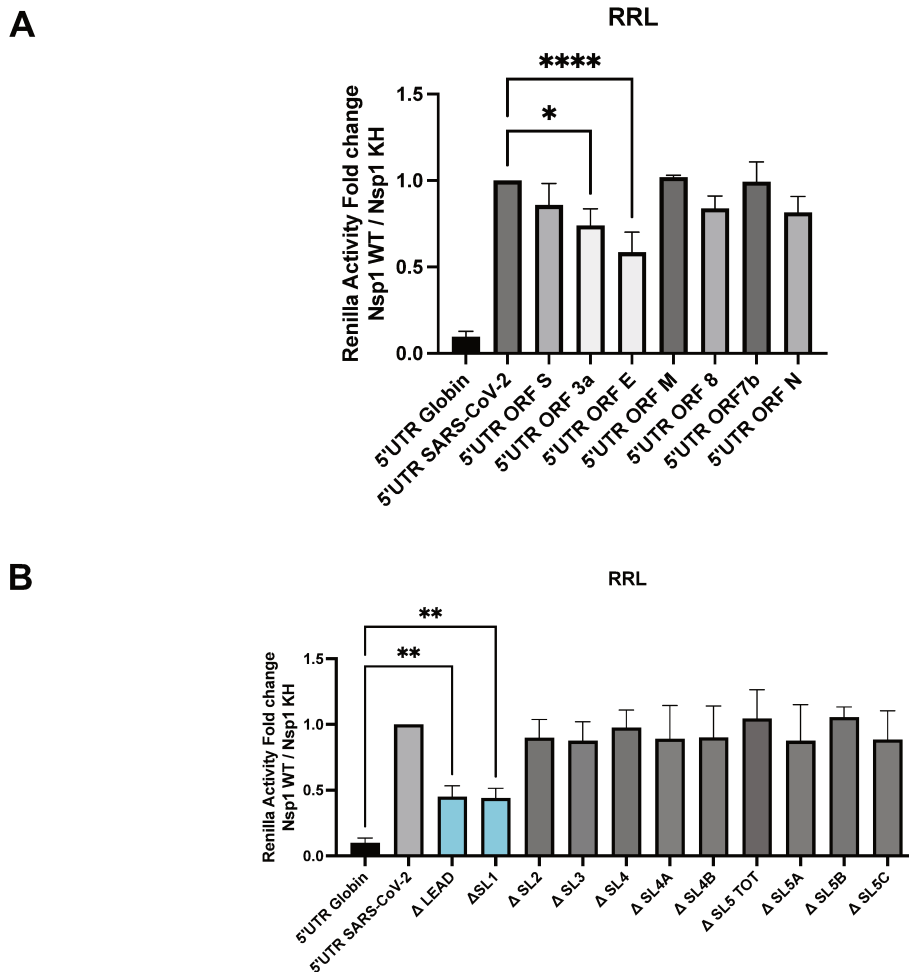 A
RRL
****
*
Renilla Activity Fold change
Nsp1 WT / Nsp1 KH
1.5
1.0
0.5
0.0
5'UTR Globin
5'UTR SARS-CoV-2
5'UTR ORF S
5'UTR ORF 3a
5'UTR ORF E
5'UTR ORF M
5'UTR ORF 8
5'UTR ORF7b
5'UTR ORF N
B
RRL
**
**
Renilla Activity Fold change
Nsp1 WT / Nsp1 KH
1.5
1.0
0.5
0.0
5'UTR Globin
5'UTR SARS-CoV-2
Δ LEAD
ΔSL1
Δ SL2
Δ SL3
Δ SL4
Δ SL4A
Δ SL4B
Δ SL5 TOT
Δ SL5A
Δ SL5B
Δ SL5C